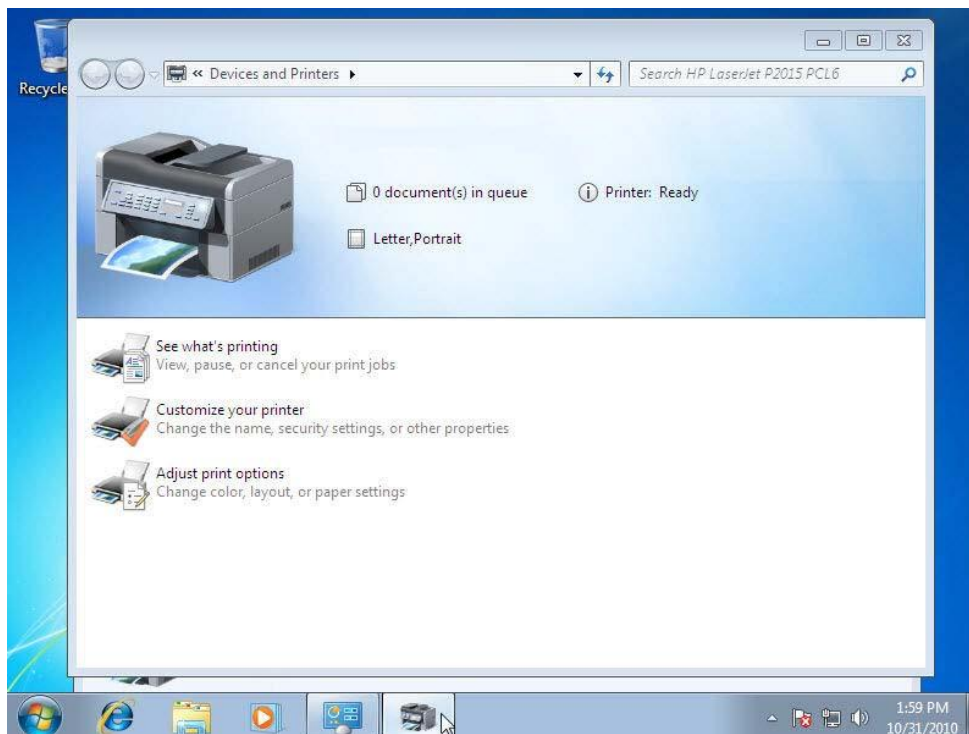 Recycle
« Devices and Printers
Search HP LaserJet P2015 PCL6
0 document(s) in queue
Printer: Ready
Letter,Portrait
See what's printing
View, pause, or cancel your print jobs
Customize your printer
Change the name, security settings, or other properties
Adjust print options
Change color, layout, or paper settings
1:59 PM
10/31/2010